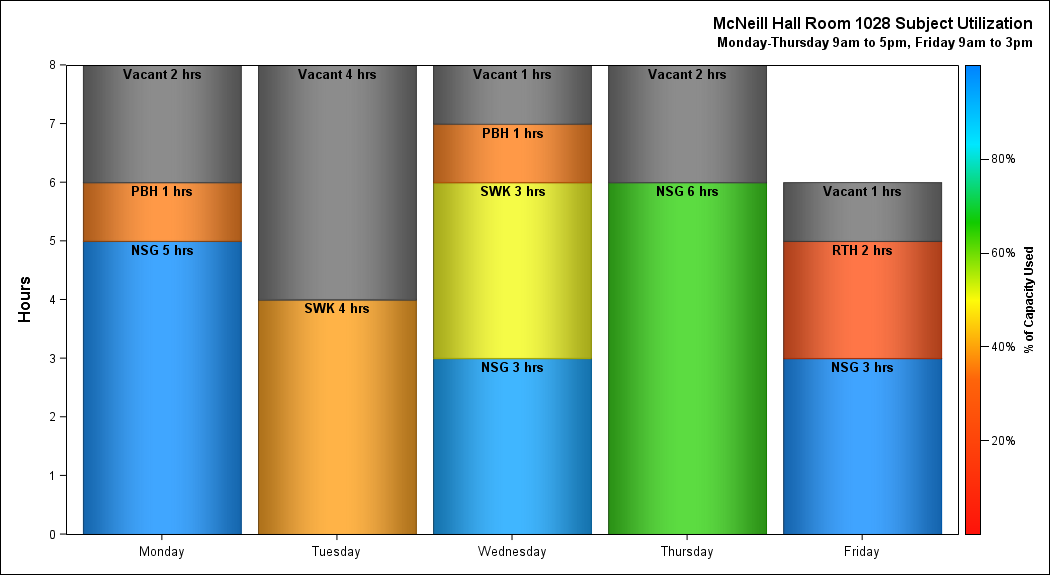 McNeill Hall Room 1028 Subject Utilization
Monday-Thursday 9am to 5pm, Friday 9am to 3pm
Hours
8
7
6
5
4
3
2
1
0
Vacant 2 hrs
PBH 1 hrs
NSG 5 hrs
Vacant 4 hrs
SWK 4 hrs
Vacant 1 hrs
PBH 1 hrs
SWK 3 hrs
NSG 3 hrs
Vacant 2 hrs
NSG 6 hrs
Vacant 1 hrs
RTH 2 hrs
NSG 3 hrs
Monday
Tuesday
Wednesday
Thursday
Friday
80%
60%
40%
20%
% of Capacity Used